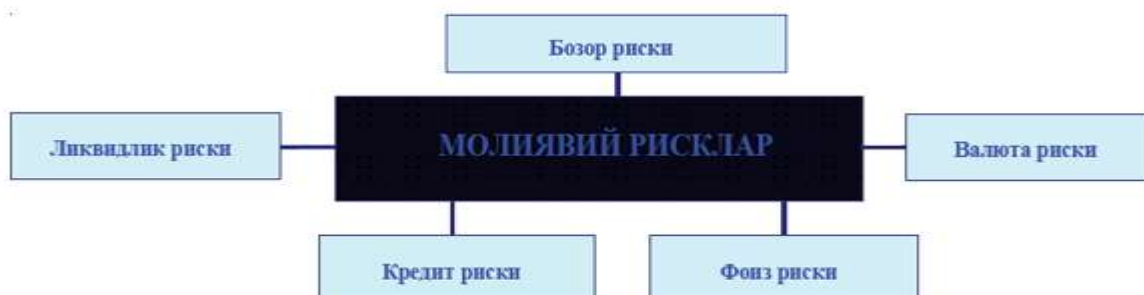 Бозор риски
Ликвидлик риски
МОЛИЯВИЙ РИСКЛАР
Валюта риски
Кредит риски
Фоиз риски